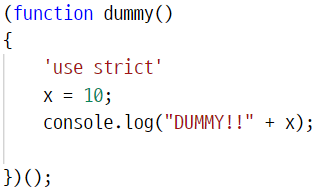 (function dummy()
{
    'use strict'
    x = 10;
    console.log("DUMMY!!" + x);
})();